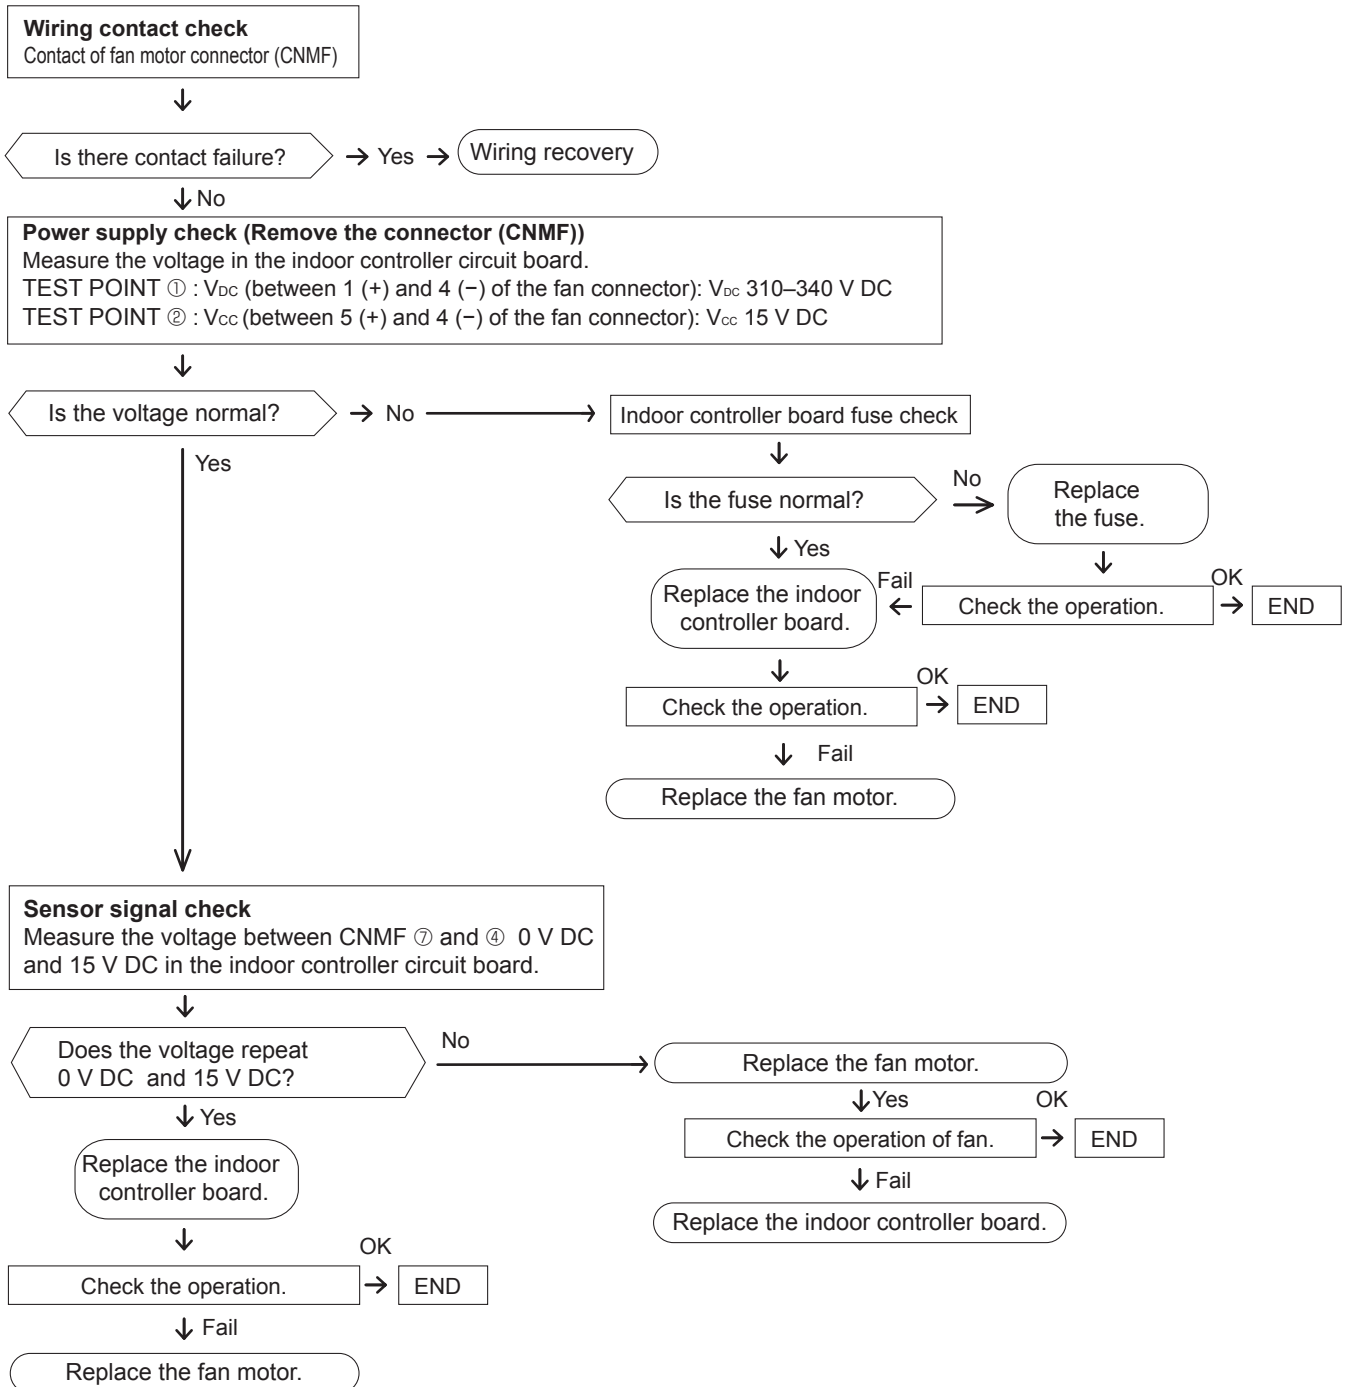 Wiring contact check
Contact of fan motor connector (CNMF)
Is there contact failure?
Yes
Wiring recovery
No
Power supply check (Remove the connector (CNMF))
Measure the voltage in the indoor controller circuit board.
TEST POINT ① : VDC (between 1 (+) and 4 (−) of the fan connector): VDC 310–340 V DC
TEST POINT ② : VCC (between 5 (+) and 4 (−) of the fan connector): VCC 15 V DC
Is the voltage normal?
No
Indoor controller board fuse check
Yes
Is the fuse normal?
No
Replace
the fuse.
Yes
Replace the indoor
controller board.
Fail
Check the operation.
OK
END
Check the operation.
OK
END
Fail
Replace the fan motor.
Sensor signal check
Measure the voltage between CNMF ⑦ and ④ 0 V DC
and 15 V DC in the indoor controller circuit board.
Does the voltage repeat
0 V DC and 15 V DC?
No
Replace the fan motor.
Yes
OK
Check the operation of fan.
END
Fail
Replace the indoor controller board.
Yes
Replace the indoor
controller board.
OK
Check the operation.
END
Fail
Replace the fan motor.